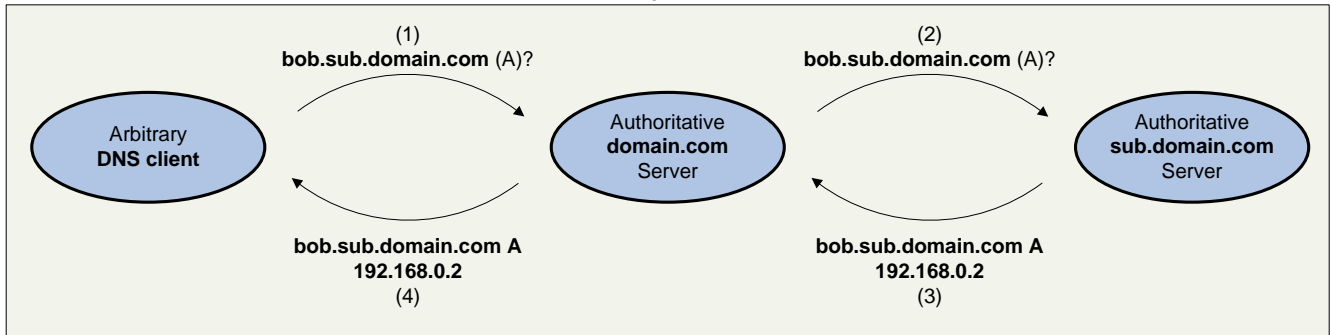 (1)
bob.sub.domain.com (A)?
(2)
bob.sub.domain.com (A)?
Arbitrary
DNS client
Authoritative
domain.com
Server
Authoritative
sub.domain.com
Server
bob.sub.domain.com A
192.168.0.2
(4)
bob.sub.domain.com A
192.168.0.2
(3)